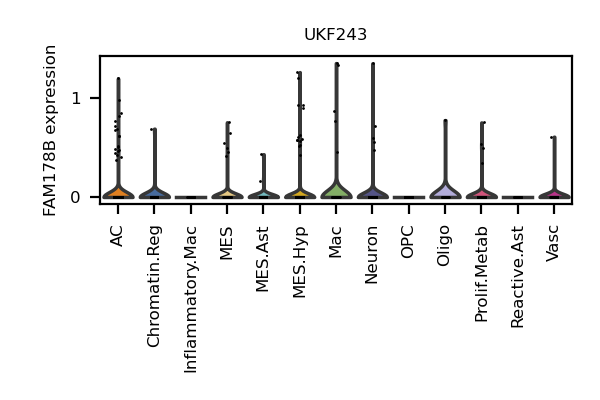 UKF243
FAM178B expression
1
0
AC
Chromatin.Reg
Inflammatory.Mac
MES
MES.Ast
MES.Hyp
Mac
Neuron
OPC
Oligo
Prolif.Metab
Reactive.Ast
Vasc